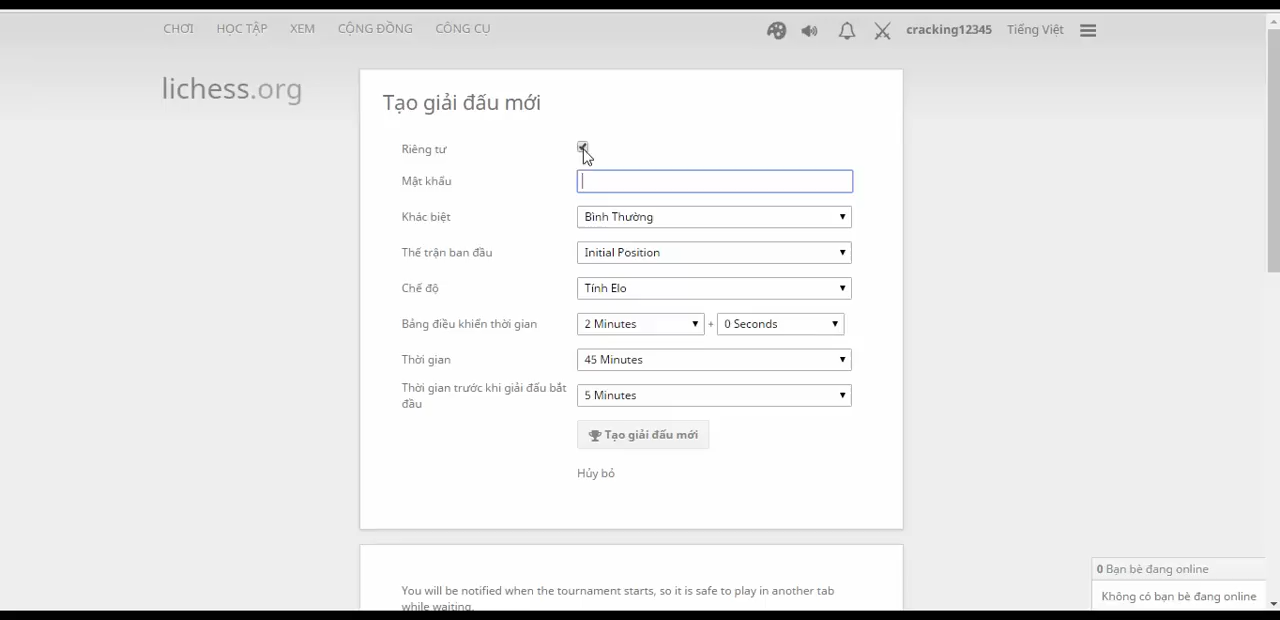 CHƠI HỌC TẬP XEM CỘNG ĐỒNG CÔNG CỤ cracking12345 Tiếng Việt
lichess.org
Tạo giải đấu mới
Riêng tư
Mật khẩu
Khác biệt Bình Thường
Thế trận ban đầu Initial Position
Chế độ Tính Elo
Bảng điều khiển thời gian 2 Minutes + 0 Seconds
Thời gian 45 Minutes
Thời gian trước khi giải đấu bắt
đầu 5 Minutes
Tạo giải đấu mới
Hủy bỏ
0 Bạn bè đang online
Không có bạn bè đang online
You will be notified when the tournament starts, so it is safe to play in another tab
while waiting.